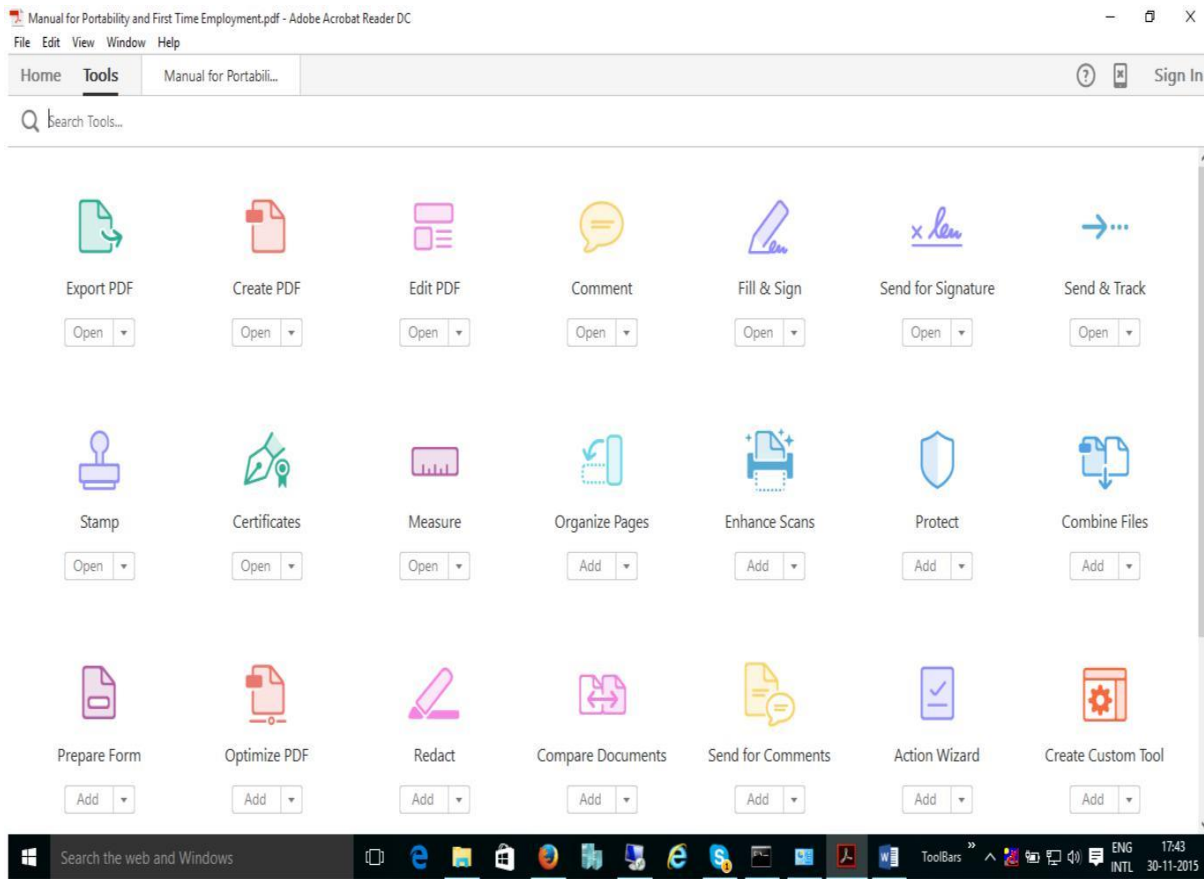 Manual for Portability and First Time Employment.pdf - Adobe Acrobat Reader DC
File Edit View Window Help
Home Tools Manual for Portabili... Sign In
Search Tools...
Export PDF Create PDF Edit PDF Comment Fill & Sign Send for Signature Send & Track
Open Open Open Open Open Open Open
Stamp Certificates Measure Organize Pages Enhance Scans Protect Combine Files
Open Open Open Add Add Add Add
Prepare Form Optimize PDF Redact Compare Documents Send for Comments Action Wizard Create Custom Tool
Add Add Add Add Add Add Add
Search the web and Windows ToolBars ENG 17:43
INTL 30-11-2015